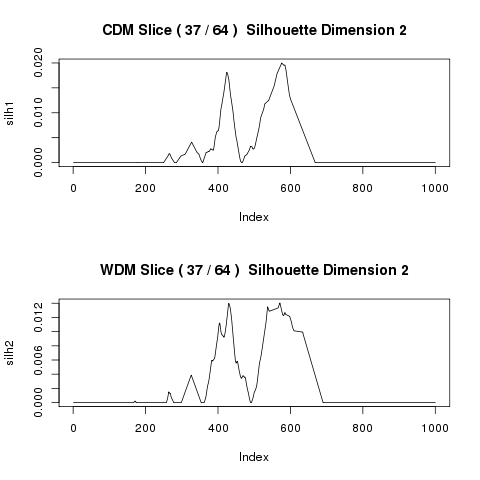 CDM Slice ( 37 / 64 )  Silhouette Dimension 2
silh1
0.020
0.010
0.000
0 200 400 600 800 1000
Index
WDM Slice ( 37 / 64 )  Silhouette Dimension 2
silh2
0.012
0.006
0.000
0 200 400 600 800 1000
Index